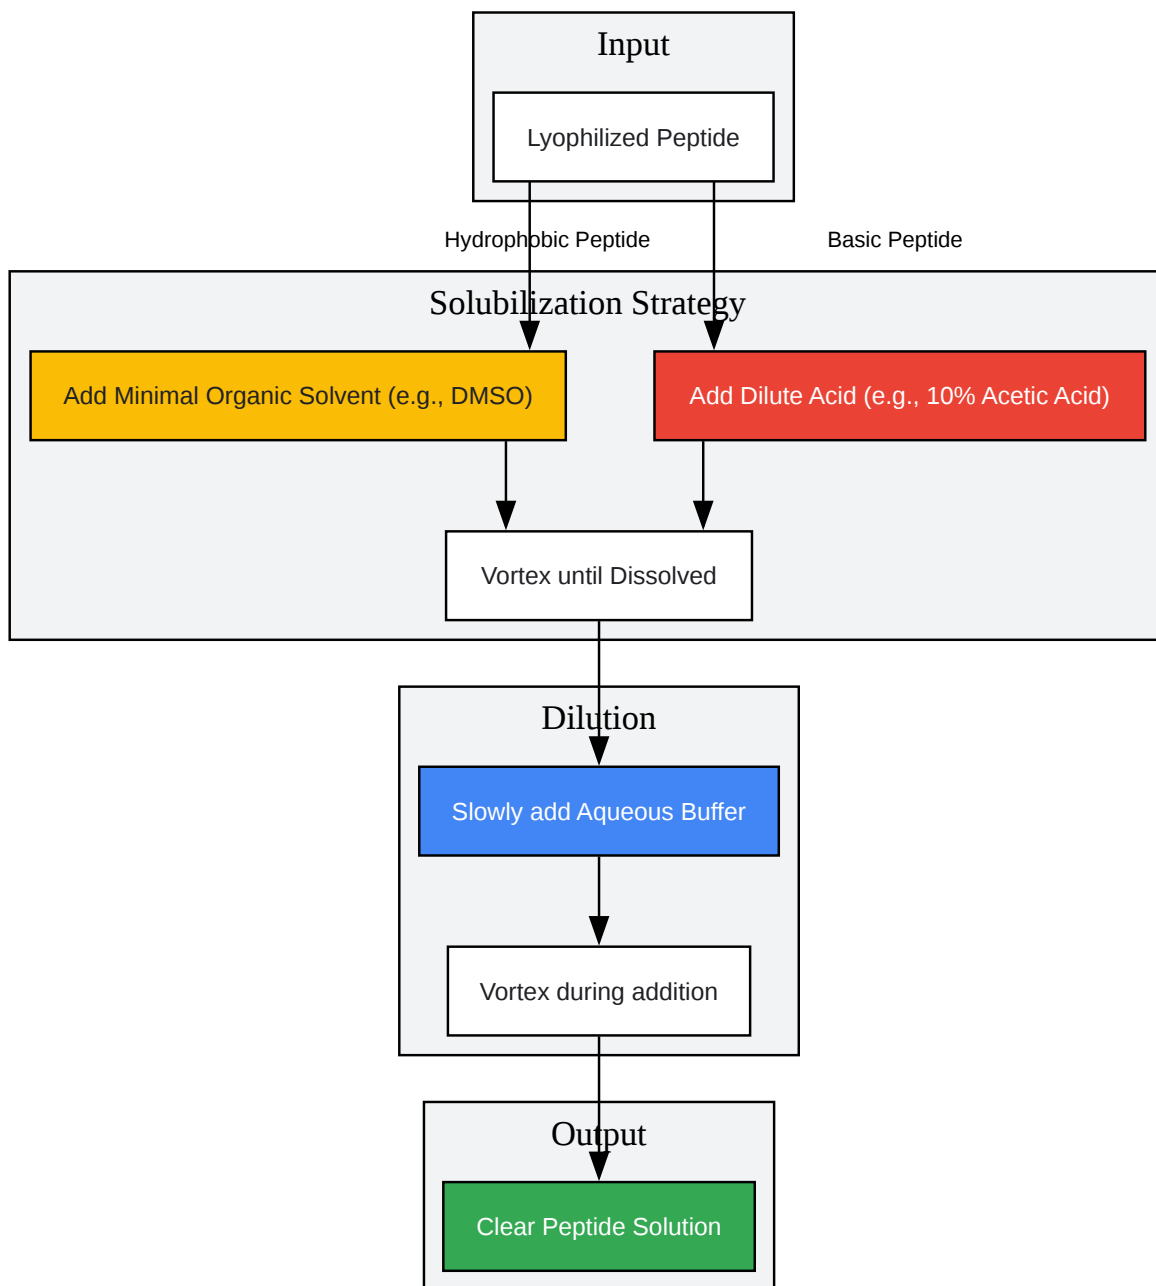 Input
Lyophilized Peptide
Hydrophobic Peptide
Basic Peptide
Solubilization Strategy
Add Minimal Organic Solvent (e.g., DMSO)
Add Dilute Acid (e.g., 10% Acetic Acid)
Vortex until Dissolved
Dilution
Slowly add Aqueous Buffer
Vortex during addition
Output
Clear Peptide Solution